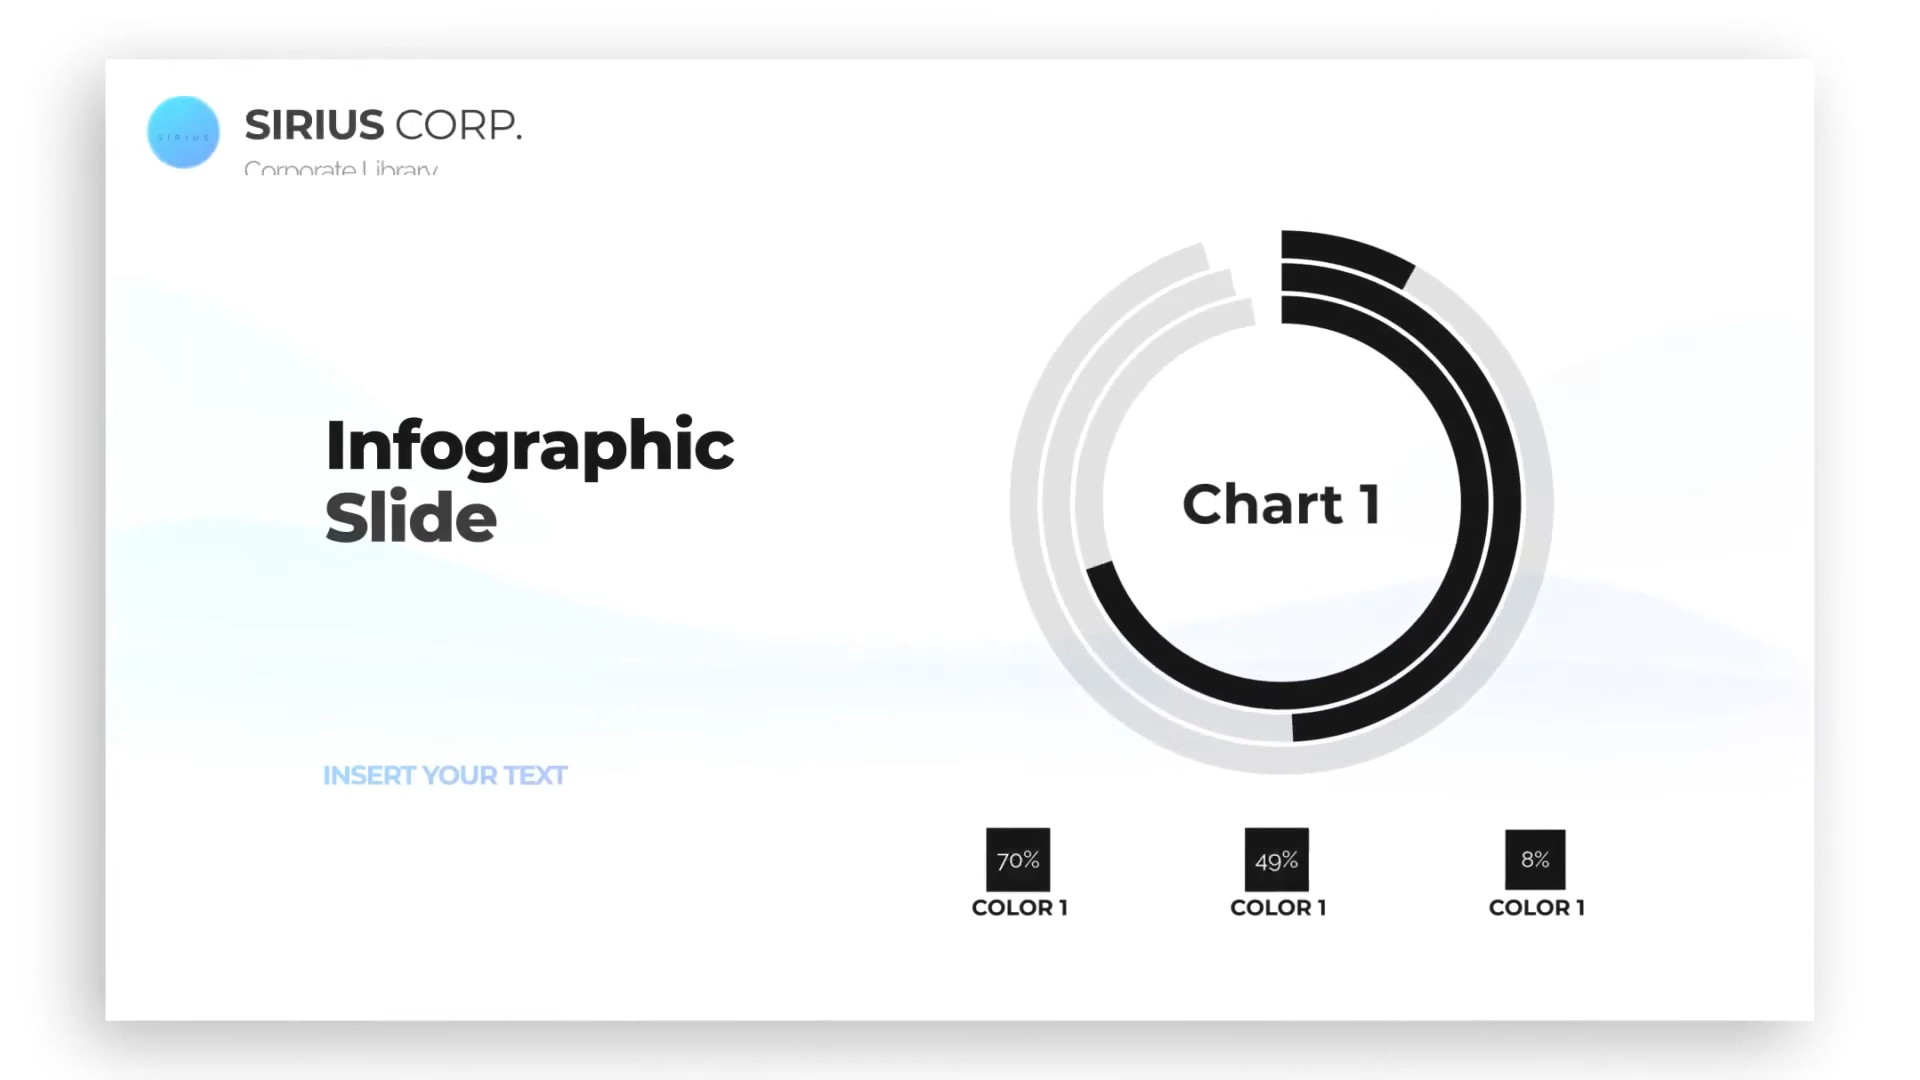 SIRIUS
SIRIUS CORP.
Corporate Library
Infographic
Slide
INSERT YOUR TEXT
Chart 1
70%
COLOR 1
49%
COLOR 1
8%
COLOR 1